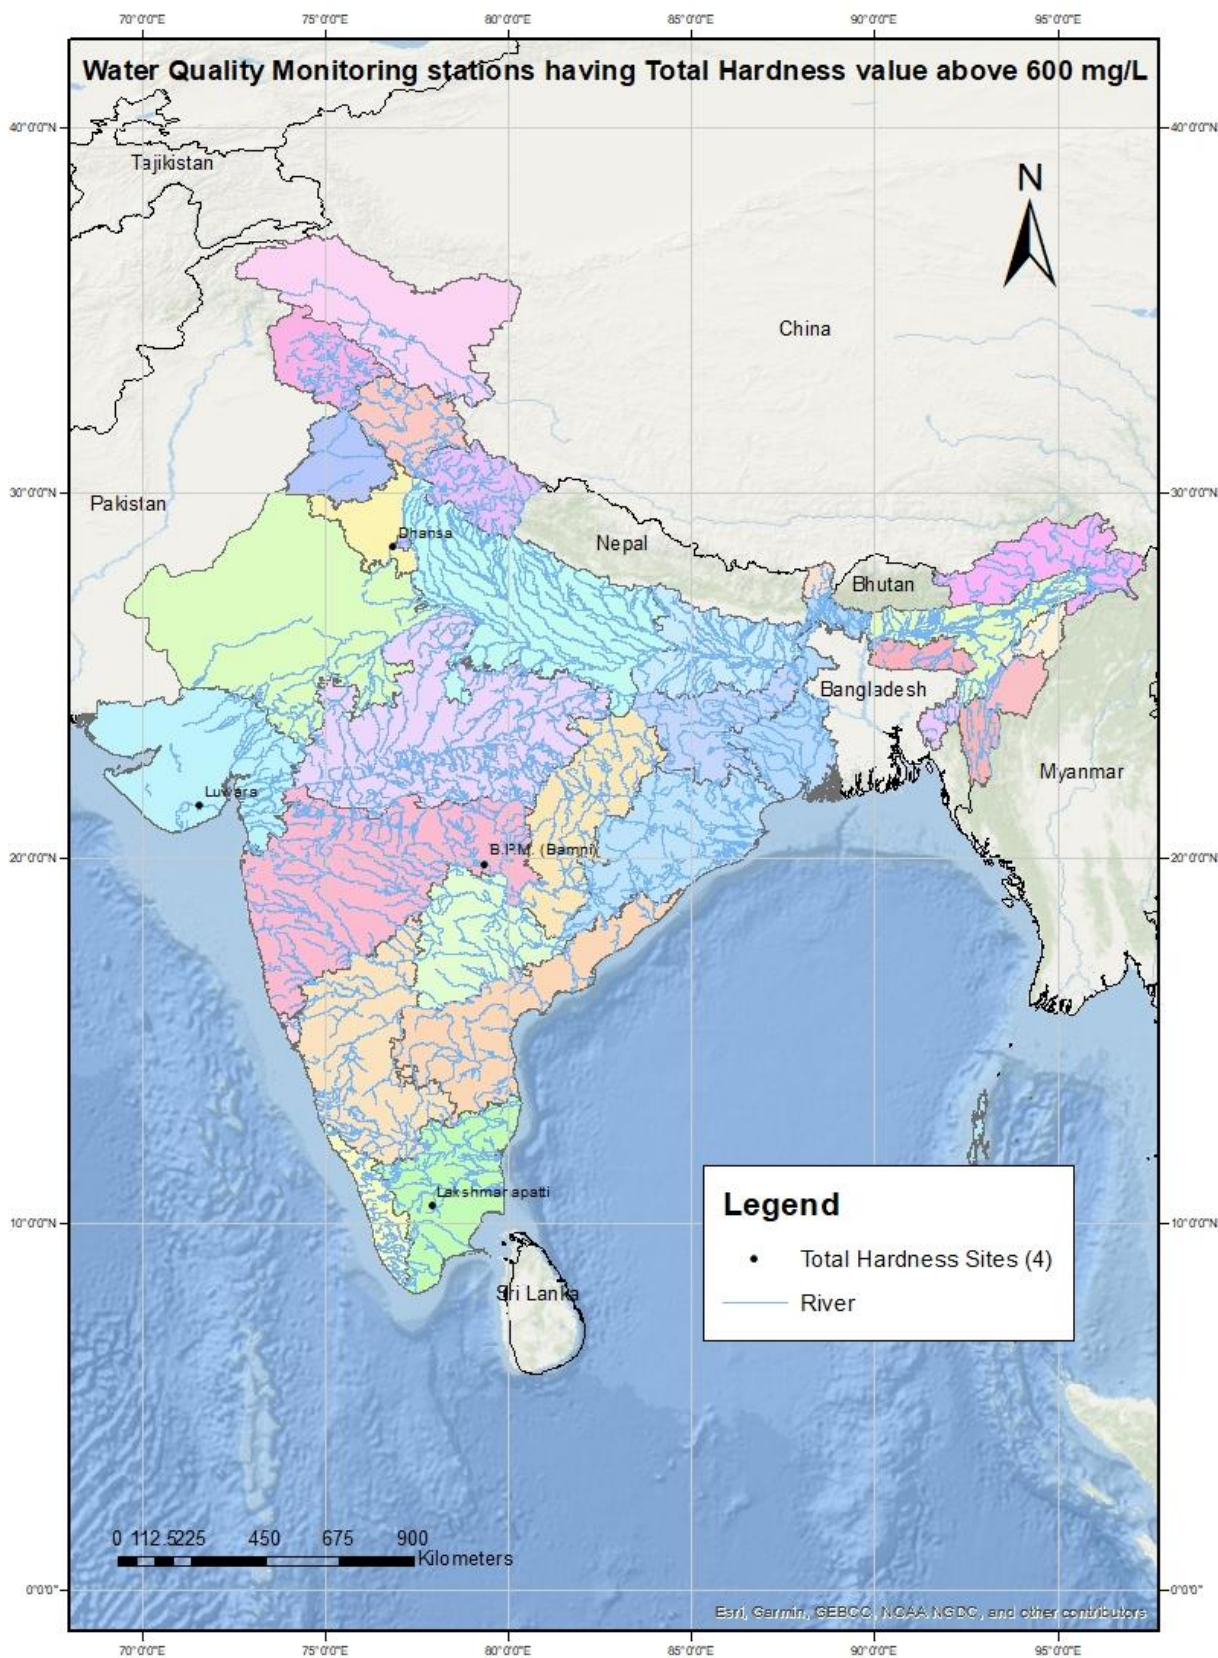 70°0'0"E 75°0'0"E 80°0'0"E 85°0'0"E 90°0'0"E 95°0'0"E
Water Quality Monitoring stations having Total Hardness value above 600 mg/L
40°0'0"N 40°0'0"N
Tajikistan
N
China
Pakistan
30°0'0"N 30°0'0"N
Dhansa
Nepal
Bhutan
Bangladesh
Myanmar
Luwara
B.P.M. (Bamni)
20°0'0"N 20°0'0"N
Lakshmanapatti
10°0'0"N 10°0'0"N
Legend
Total Hardness Sites (4)
River
Sri Lanka
0 112.5225 450 675 900
Kilometers
0°0'0" 0°0'0"
Esri, Garmin, GEBCO, NOAA NGDC, and other contributors
70°0'0"E 75°0'0"E 80°0'0"E 85°0'0"E 90°0'0"E 95°0'0"E